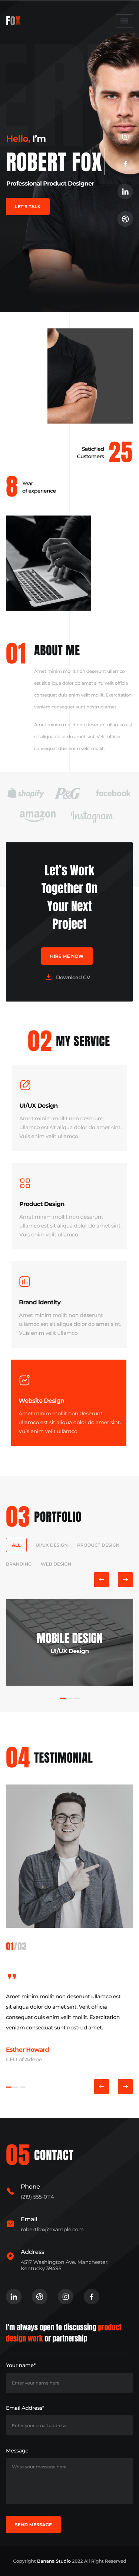 FOX
Hello, I'm
ROBERT FOX
Professional Product Designer
LET'S TALK
Satisfied
Customers
25
8
Year
of experience
01 ABOUT ME
Amet minim mollit non deserunt ullamco
est sit aliqua dolor do amet sint. Velit officia
consequat duis enim velit mollit. Exercitation
veniam consequat sunt nostrud amet.
Amet minim mollit non deserunt ullamco est
sit aliqua dolor do amet sint. Velit officia
consequat duis enim velit mollit.
shopify
P&G
facebook
amazon
Instagram
Let's Work
Together On
Your Next
Project
HIRE ME NOW
Download CV
02 MY SERVICE
UI/UX Design
Amet minim mollit non deserunt
ullamco est sit aliqua dolor do amet sint.
Vuis enim velit ullamco
Product Design
Amet minim mollit non deserunt
ullamco est sit aliqua dolor do amet sint.
Vuis enim velit ullamco
Brand Identity
Amet minim mollit non deserunt
ullamco est sit aliqua dolor do amet sint.
Vuis enim velit ullamco
Website Design
Amet minim mollit non deserunt
ullamco est sit aliqua dolor do amet sint.
Vuis enim velit ullamco
03 PORTFOLIO
ALL
UI/UX DESIGN
PRODUCT DESIGN
BRANDING
WEB DESIGN
MOBILE DESIGN
UI/UX Design
04 TESTIMONIAL
01/03
Amet minim mollit non deserunt ullamco est
sit aliqua dolor do amet sint. Velit officia
consequat duis enim velit mollit. Exercitation
veniam consequat sunt nostrud amet.
Esther Howard
CEO of Adebe
05 CONTACT
Phone
(219) 555-0114
Email
robertfox@example.com
Address
4517 Washington Ave. Manchester,
Kentucky 39495
I'm always open to discussing product
design work or partnership
Your name*
Enter your name here
Email Address*
Enter your email address
Message
Write your message here
SEND MESSAGE
Copyright Banana Studio 2022 All Right Reserved